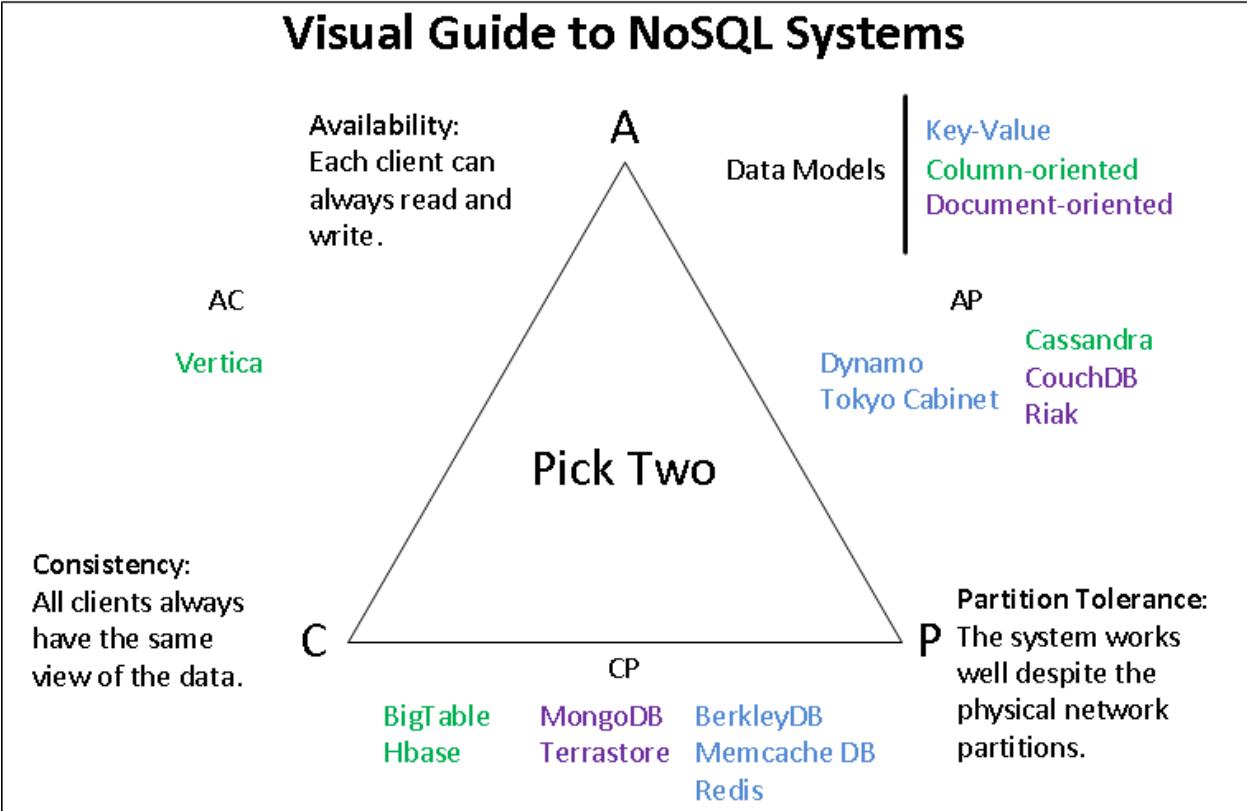 Visual Guide to NoSQL Systems
Availability:
Each client can
always read and
write.
A
Data Models
Key-Value
Column-oriented
Document-oriented
AC
Vertica
AP
Dynamo
Tokyo Cabinet
Cassandra
CouchDB
Riak
Pick Two
Consistency:
All clients always
have the same
view of the data.
C
P
Partition Tolerance:
The system works
well despite the
physical network
partitions.
CP
BigTable
Hbase
MongoDB
Terrastore
BerkleyDB
Memcache DB
Redis